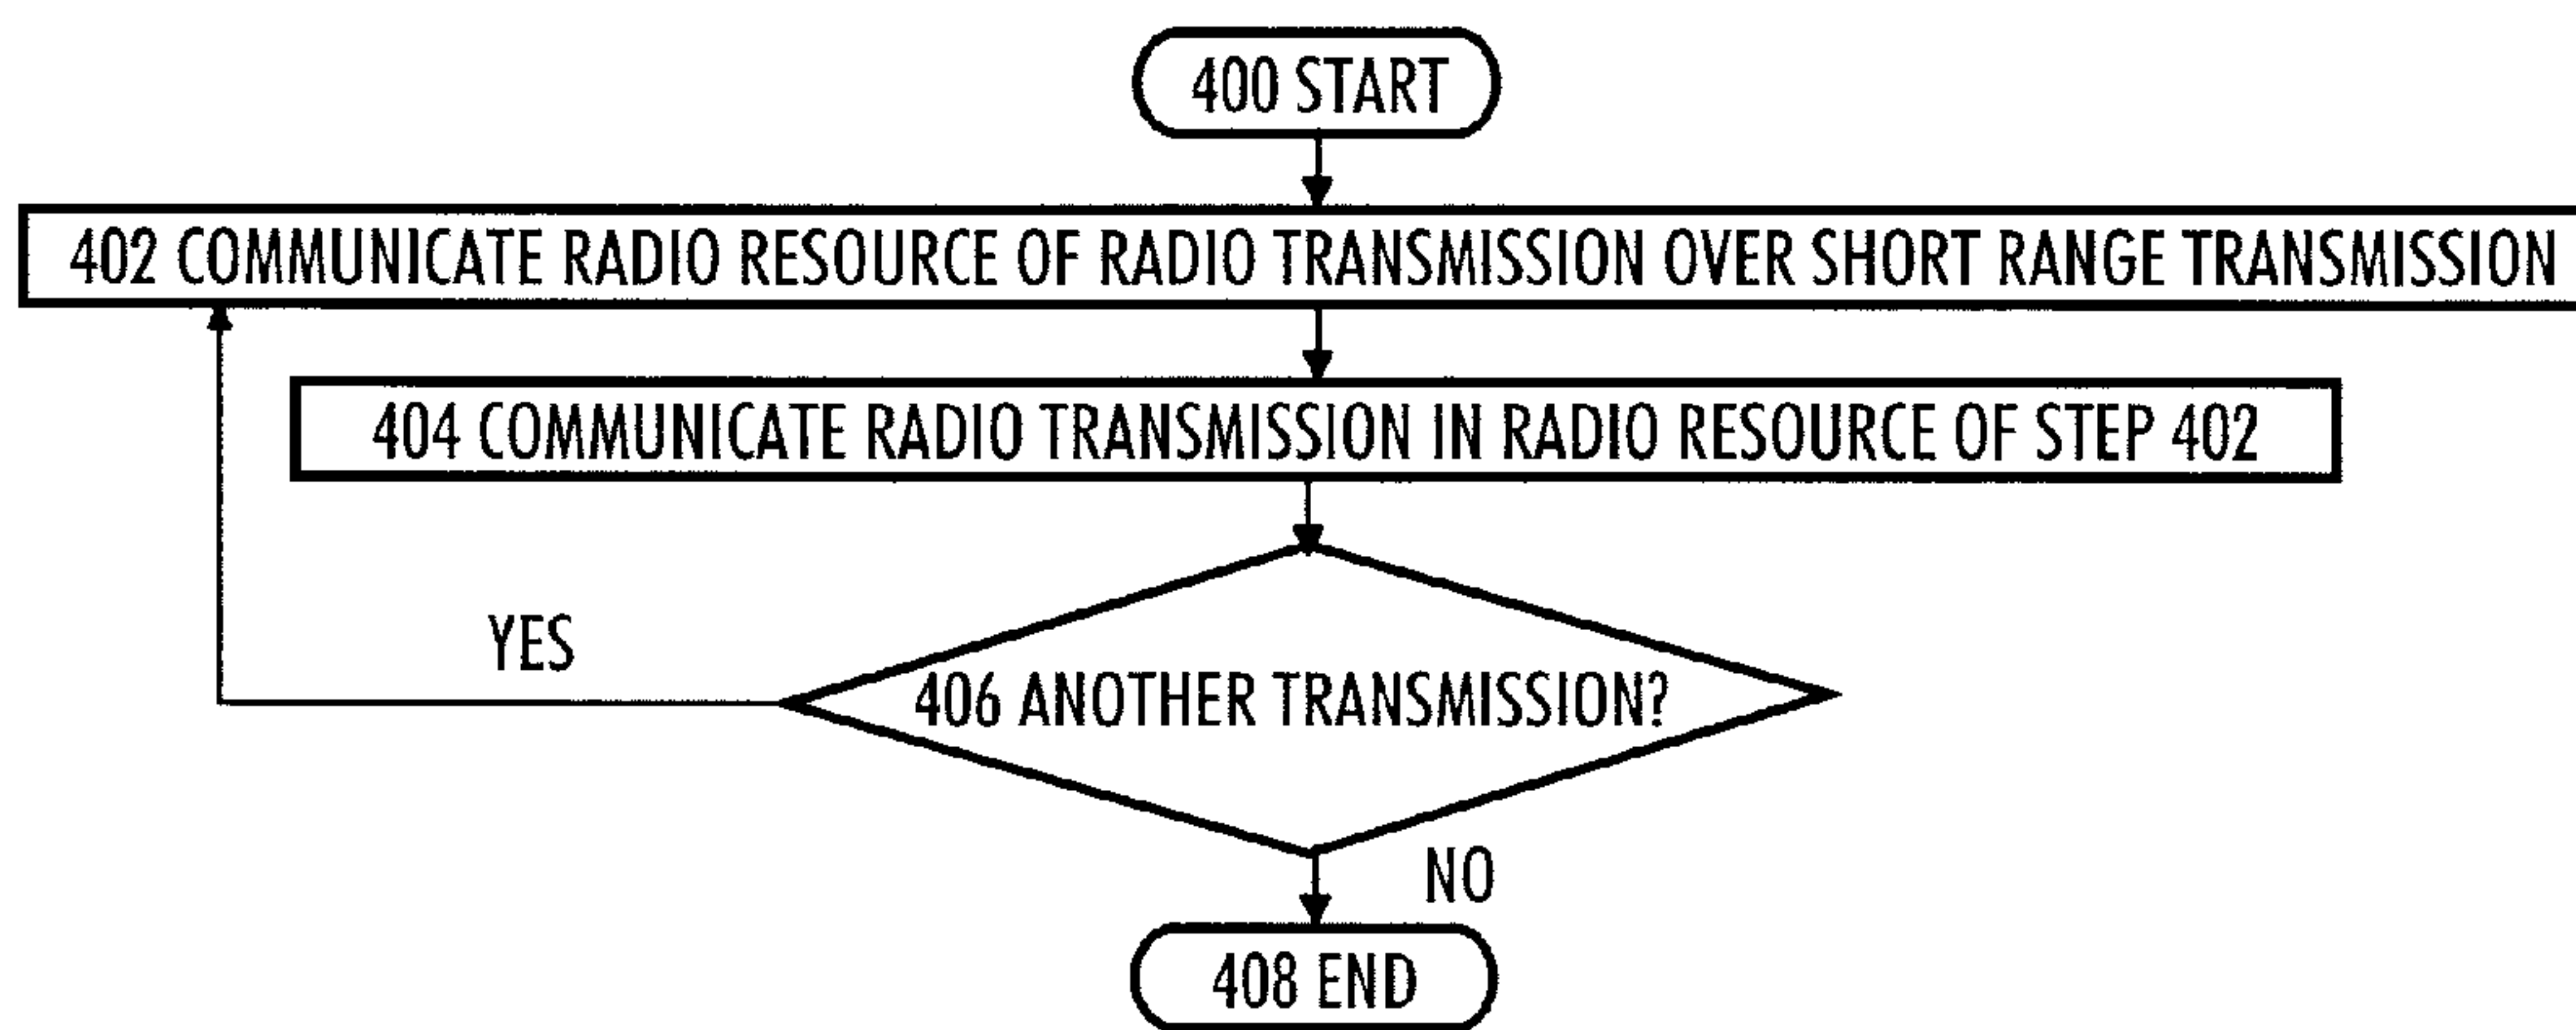 400 START
402 COMMUNICATE RADIO RESOURCE OF RADIO TRANSMISSION OVER SHORT RANGE TRANSMISSION
404 COMMUNICATE RADIO TRANSMISSION IN RADIO RESOURCE OF STEP 402
YES
406 ANOTHER TRANSMISSION?
NO
408 END